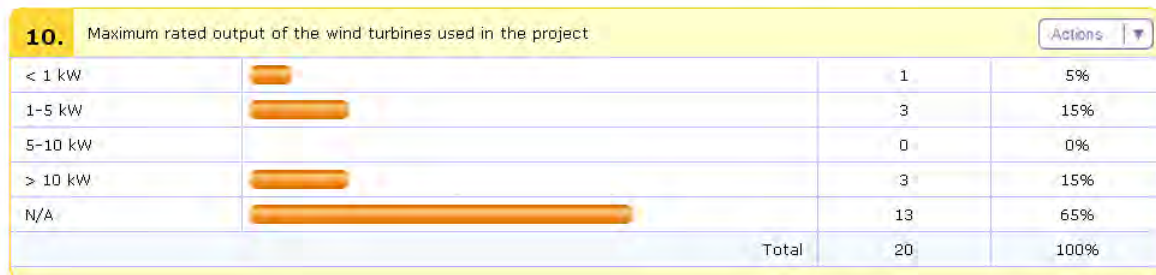 10. Maximum rated output of the wind turbines used in the project Actions
< 1 kW 1 5%
1-5 kW 3 15%
5-10 kW 0 0%
> 10 kW 3 15%
N/A 13 65%
Total 20 100%